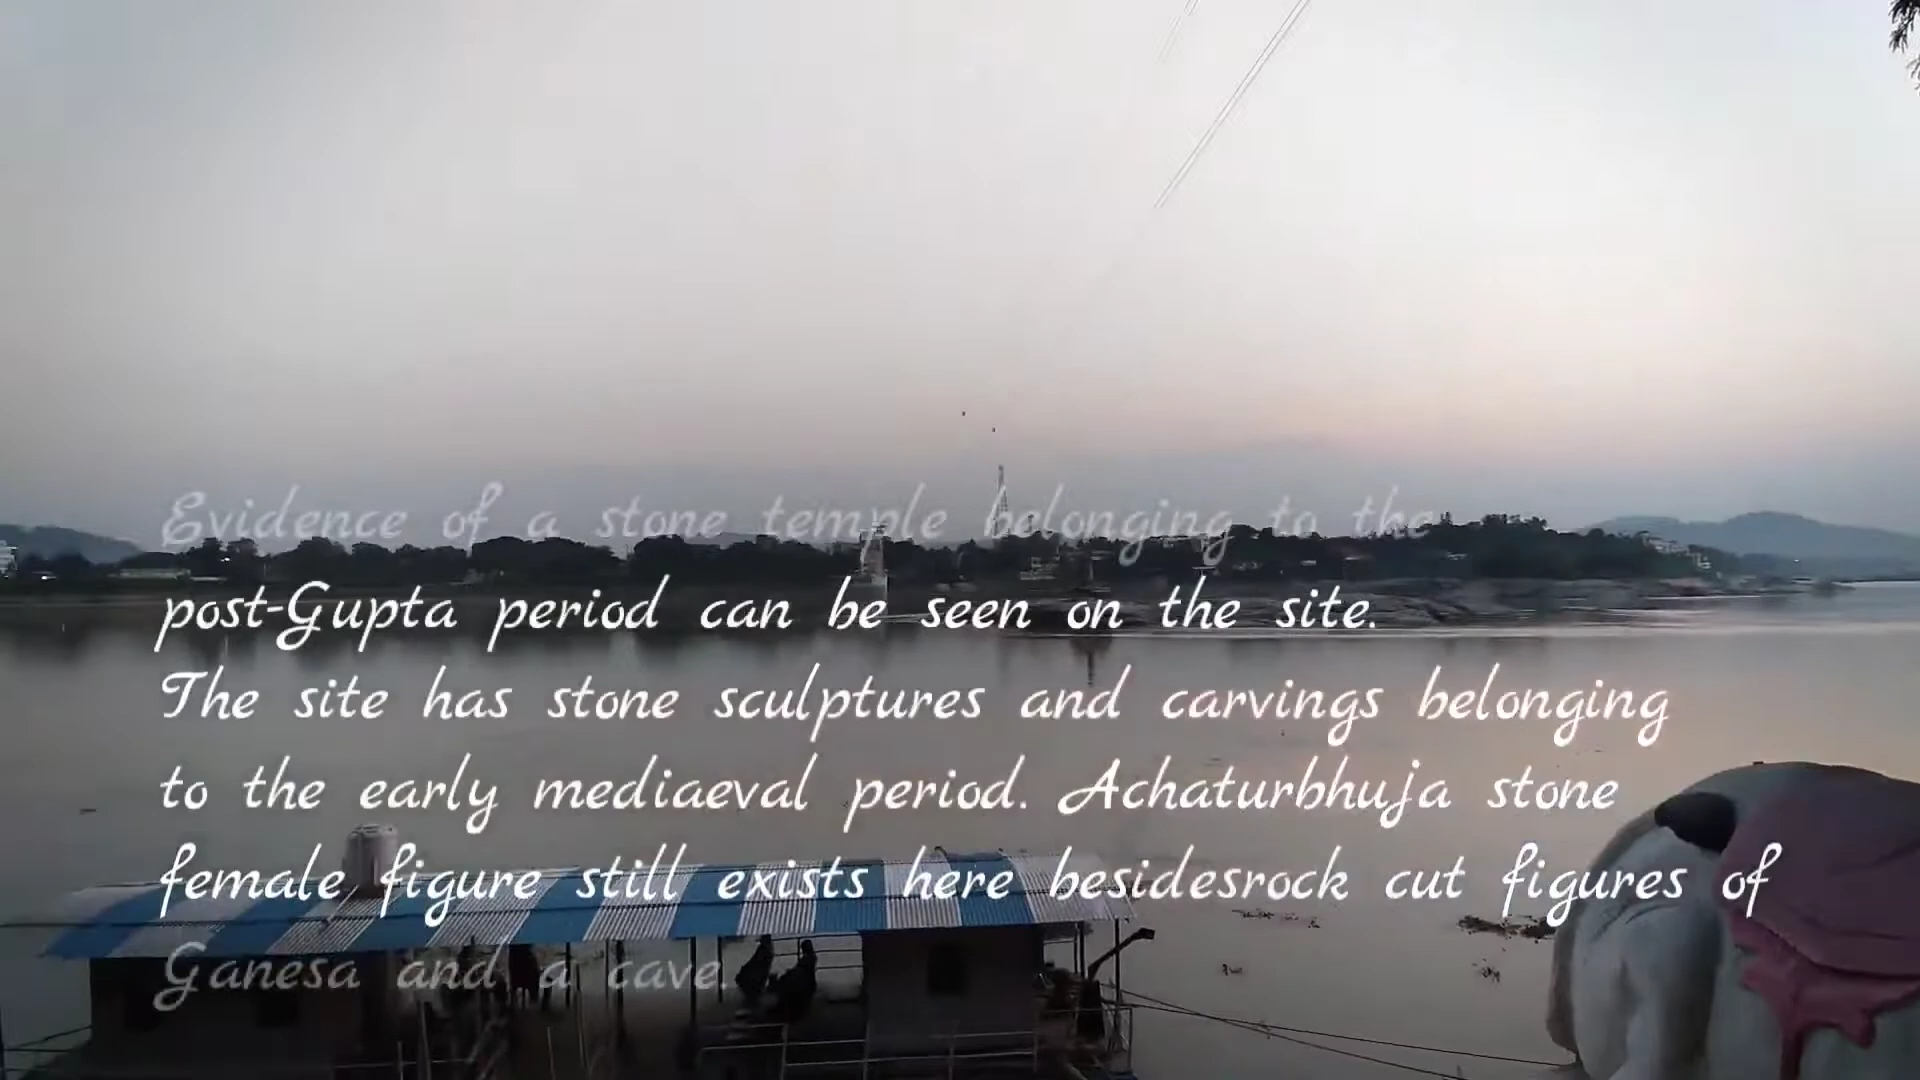 Evidence of a stone temple belonging to the
post-Gupta period can be seen on the site.
The site has stone sculptures and carvings belonging
to the early mediaeval period. Achaturbhuja stone
female figure still exists here besidesrock cut figures of
Ganesa and a cave.